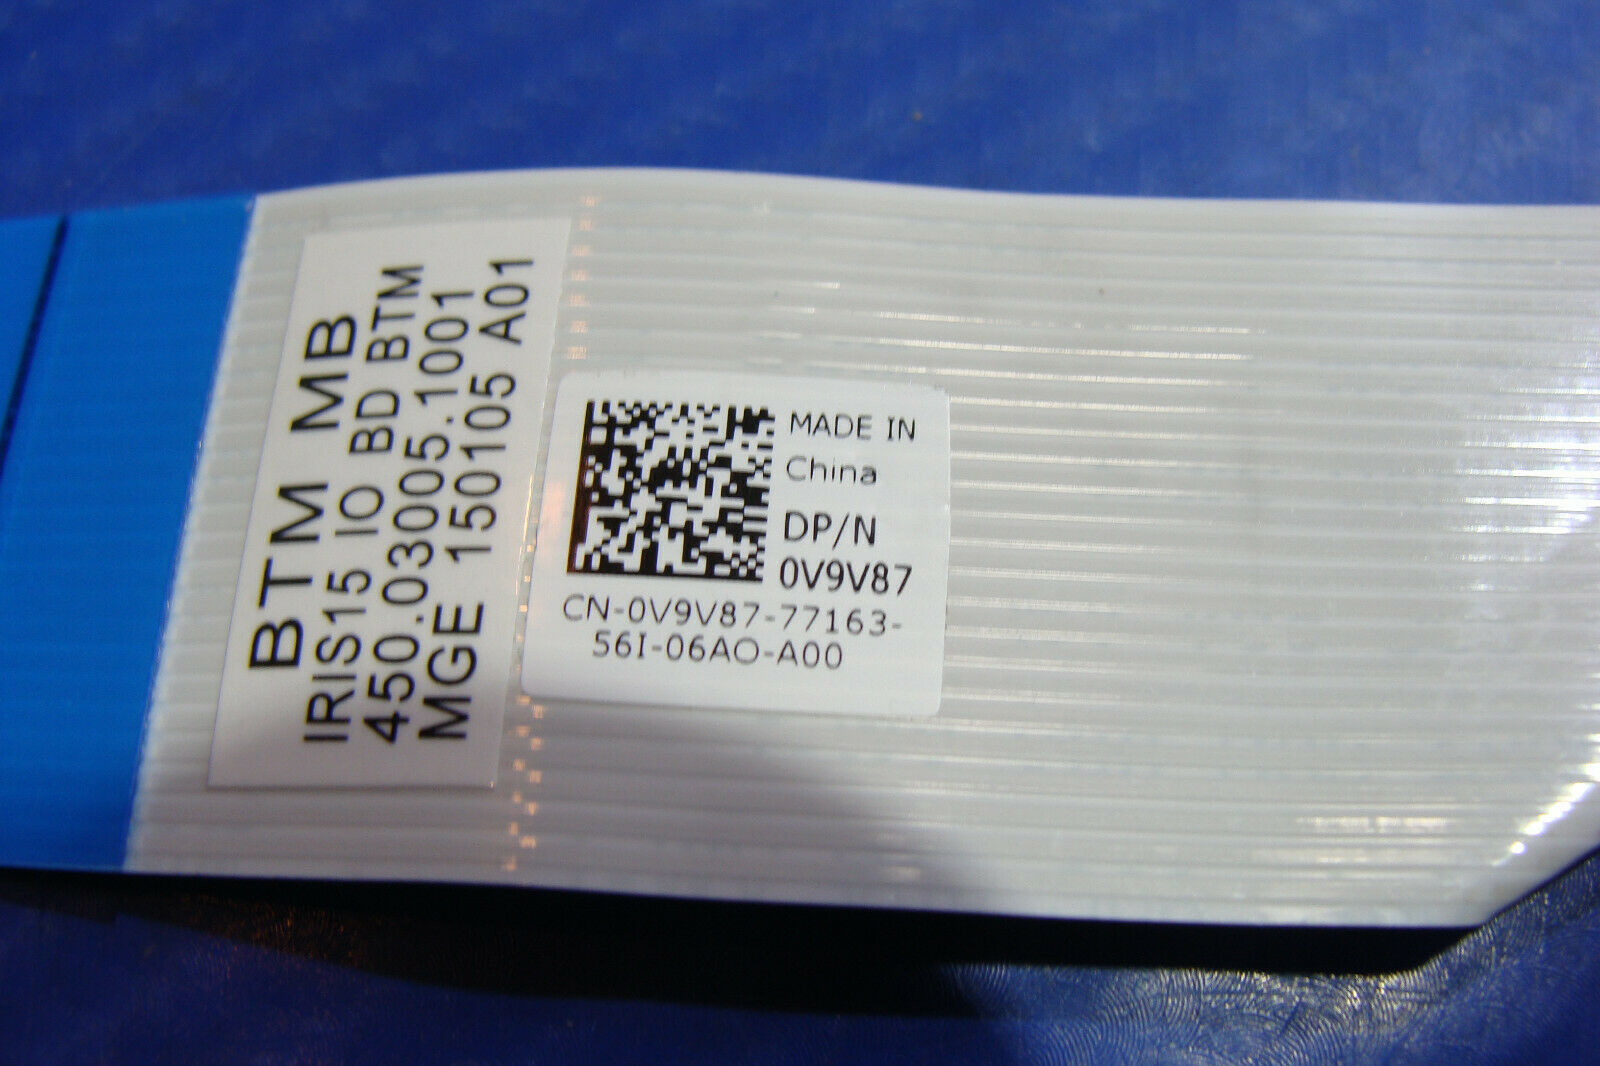 BTM MB
IRIS15 IO BD BTM
450.03005.1001
MGE 150105 A01
MADE IN
China
DP/N
0V9V87
CN-0V9V87-77163-
56I-06AO-A00